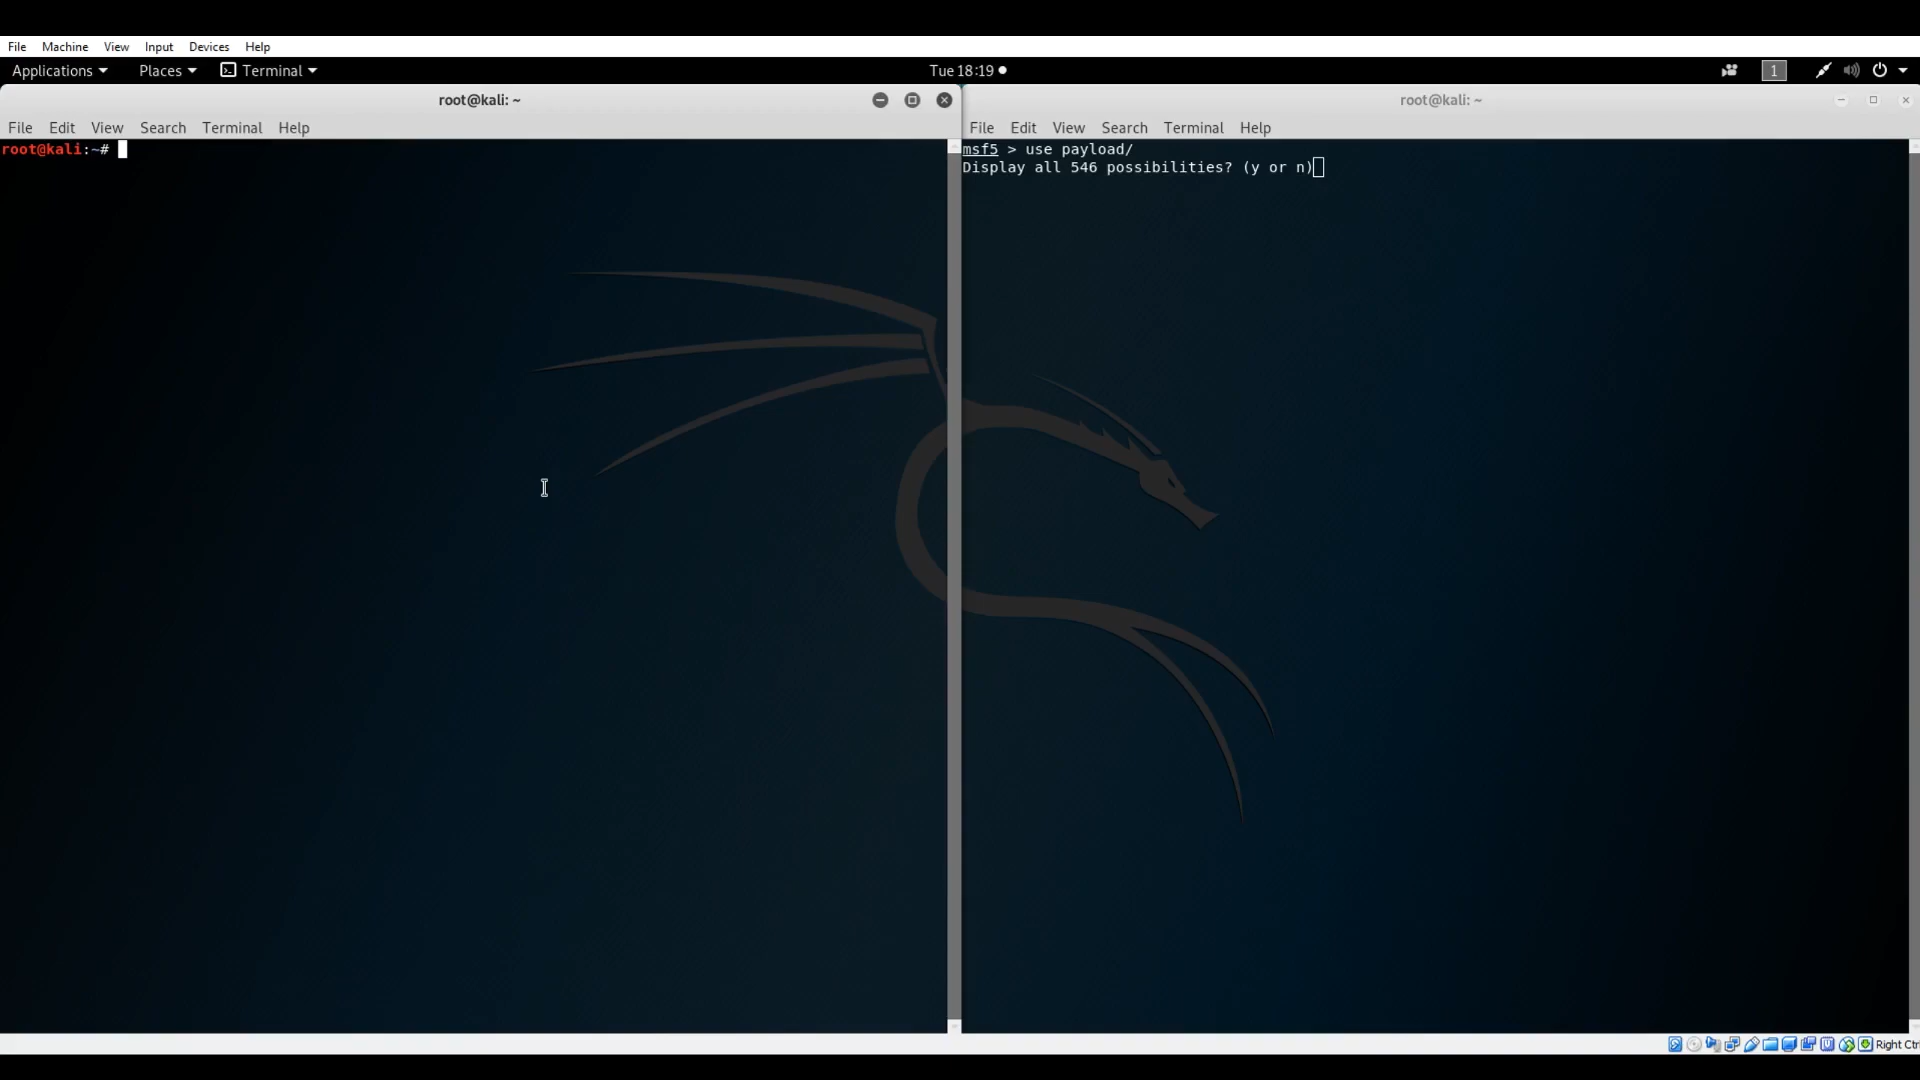 File Machine View Input Devices Help
Applications Places Terminal Tue 18:19 1
root@kali: ~
File Edit View Search Terminal Help
root@kali:~#
root@kali: ~
File Edit View Search Terminal Help
msf5 > use payload/
Display all 546 possibilities? (y or n)
Right Ctr